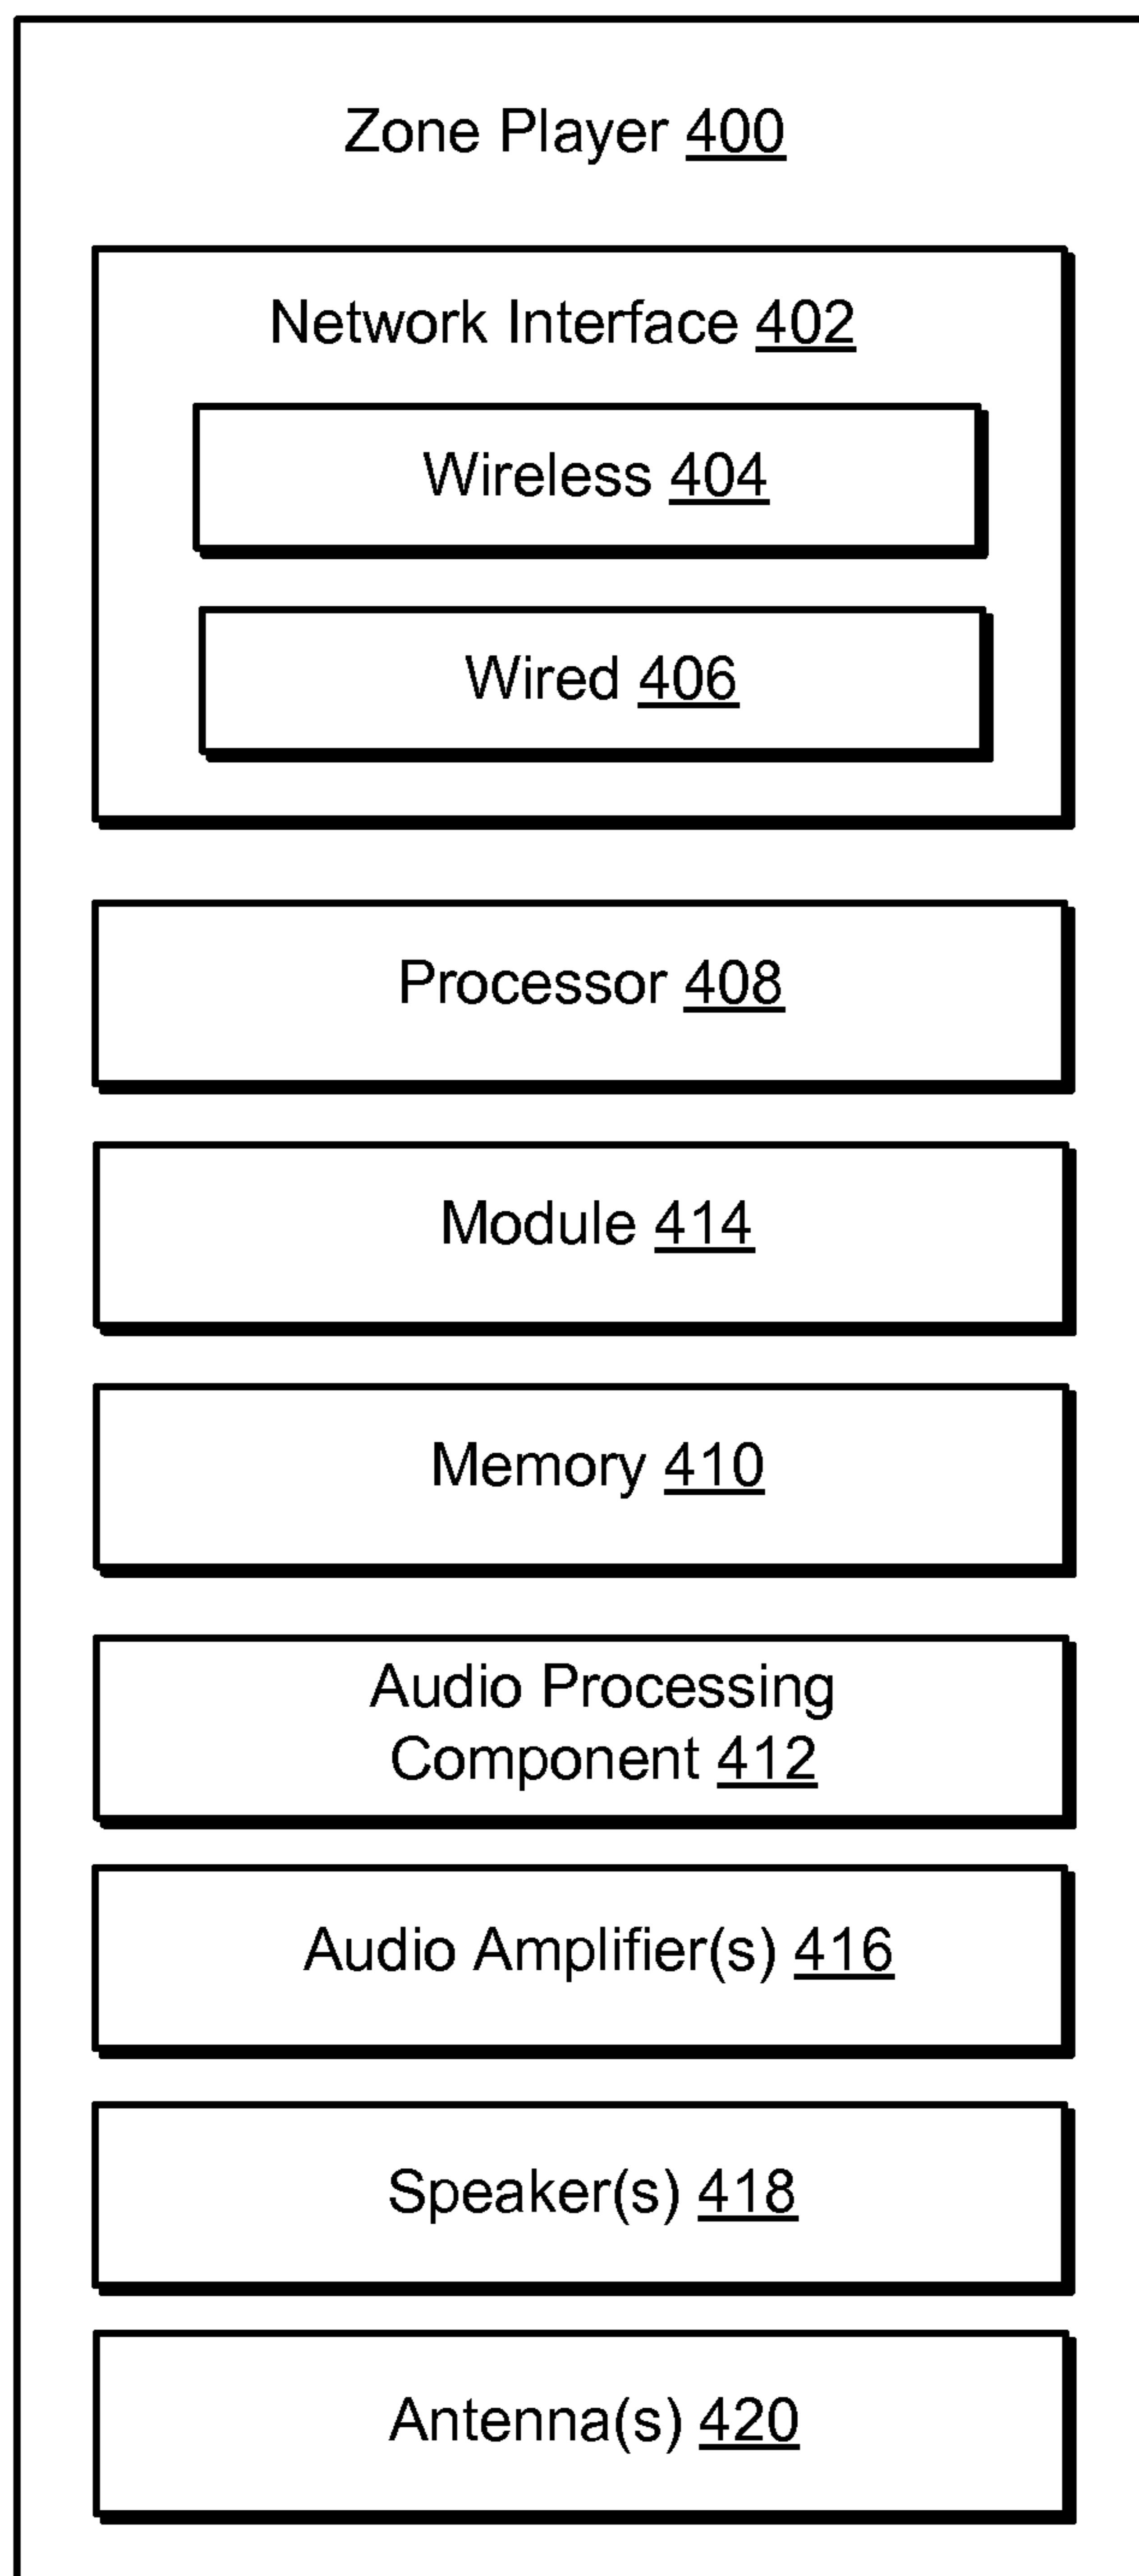 Zone Player 400
Network Interface 402
Wireless 404
Wired 406
Processor 408
Module 414
Memory 410
Audio Processing
Component 412
Audio Amplifier(s) 416
Speaker(s) 418
Antenna(s) 420